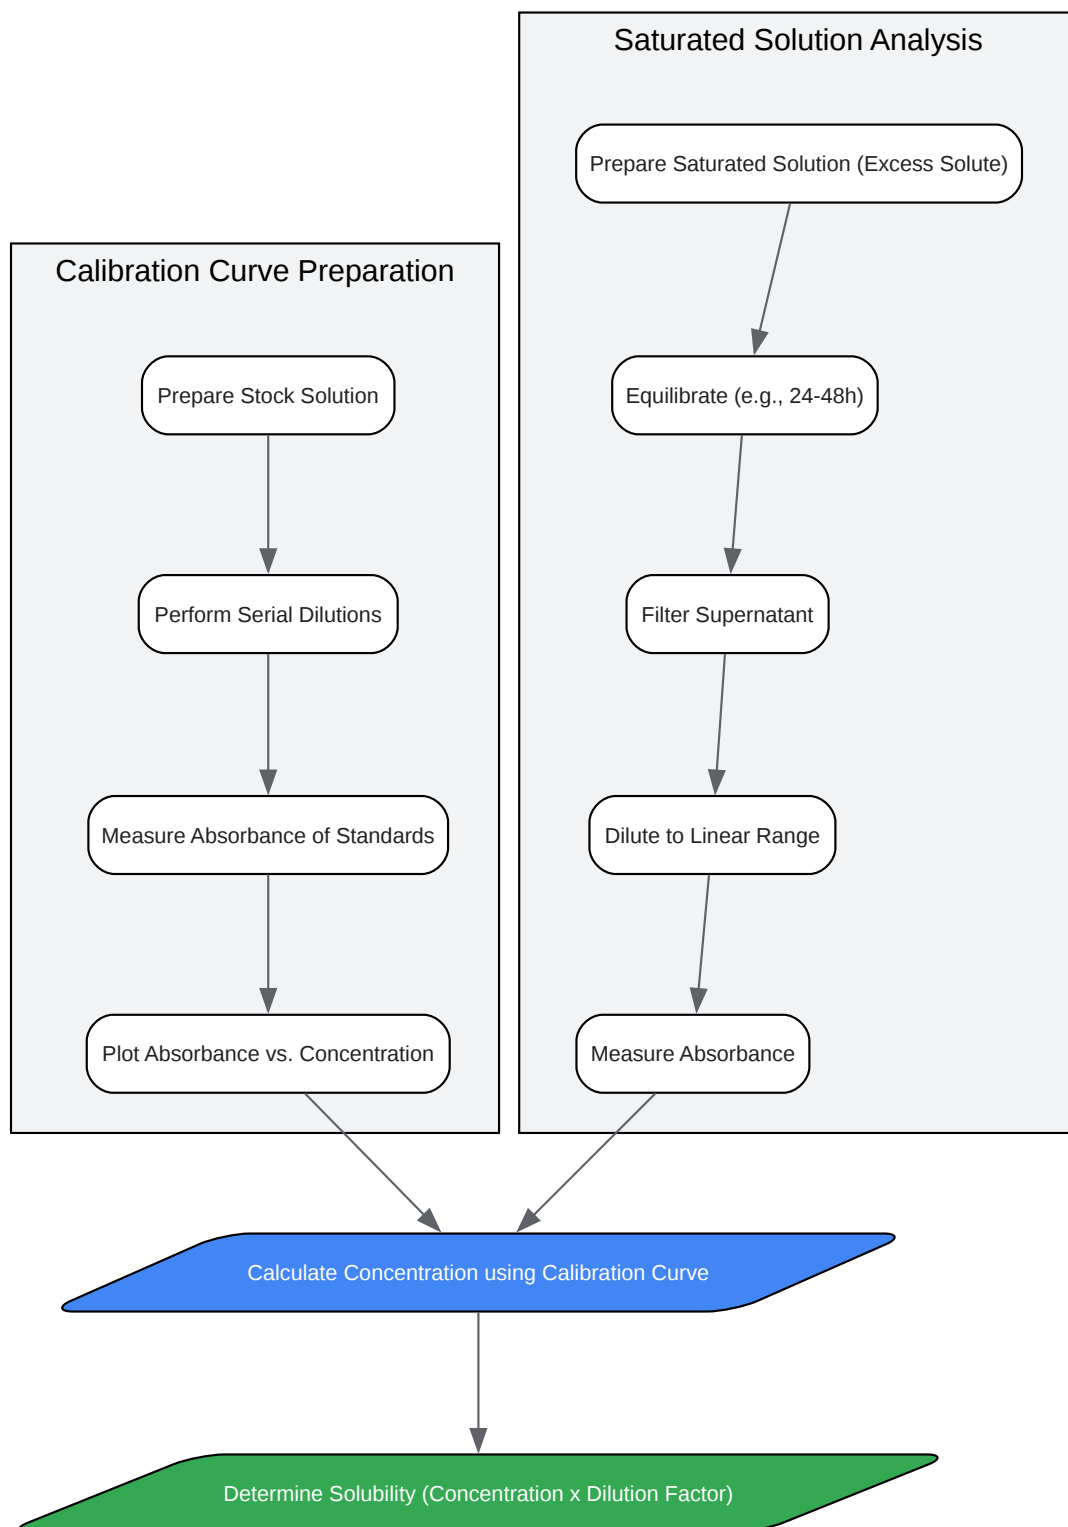 Saturated Solution Analysis
Prepare Saturated Solution (Excess Solute)
Calibration Curve Preparation
Prepare Stock Solution
Equilibrate (e.g., 24-48h)
Perform Serial Dilutions
Filter Supernatant
Measure Absorbance of Standards
Dilute to Linear Range
Plot Absorbance vs. Concentration
Measure Absorbance
Calculate Concentration using Calibration Curve
Determine Solubility (Concentration x Dilution Factor)